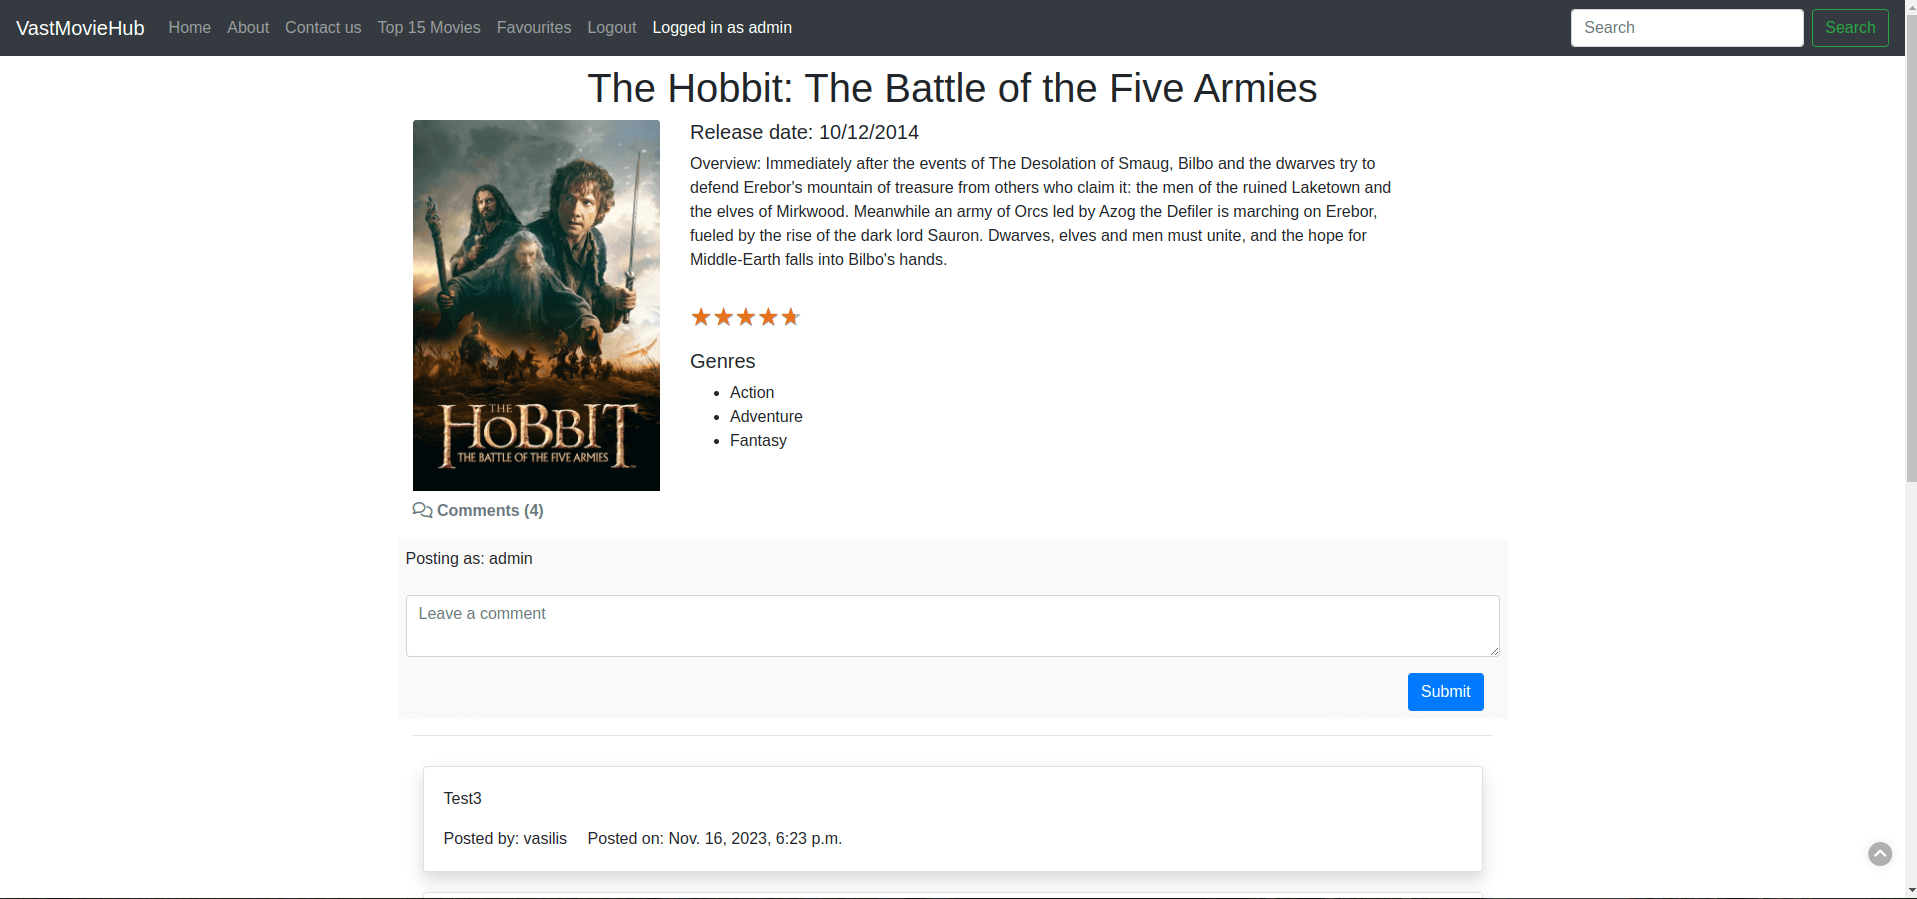 VastMovieHub Home About Contact us Top 15 Movies Favourites Logout Logged in as admin Search Search
The Hobbit: The Battle of the Five Armies
Release date: 10/12/2014
Overview: Immediately after the events of The Desolation of Smaug, Bilbo and the dwarves try to
defend Erebor's mountain of treasure from others who claim it: the men of the ruined Laketown and
the elves of Mirkwood. Meanwhile an army of Orcs led by Azog the Defiler is marching on Erebor,
fueled by the rise of the dark lord Sauron. Dwarves, elves and men must unite, and the hope for
Middle-Earth falls into Bilbo's hands.
Genres
Action
Adventure
Fantasy
THE
HOBBIT
THE BATTLE OF THE FIVE ARMIES
Comments (4)
Posting as: admin
Leave a comment
Submit
Test3
Posted by: vasilis Posted on: Nov. 16, 2023, 6:23 p.m.